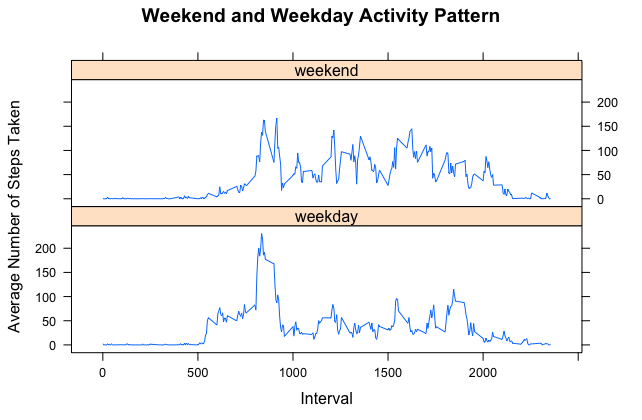 Weekend and Weekday Activity Pattern
weekend
200
150
100
50
0
weekday
200
150
100
50
0
0 500 1000 1500 2000
Interval
Average Number of Steps Taken